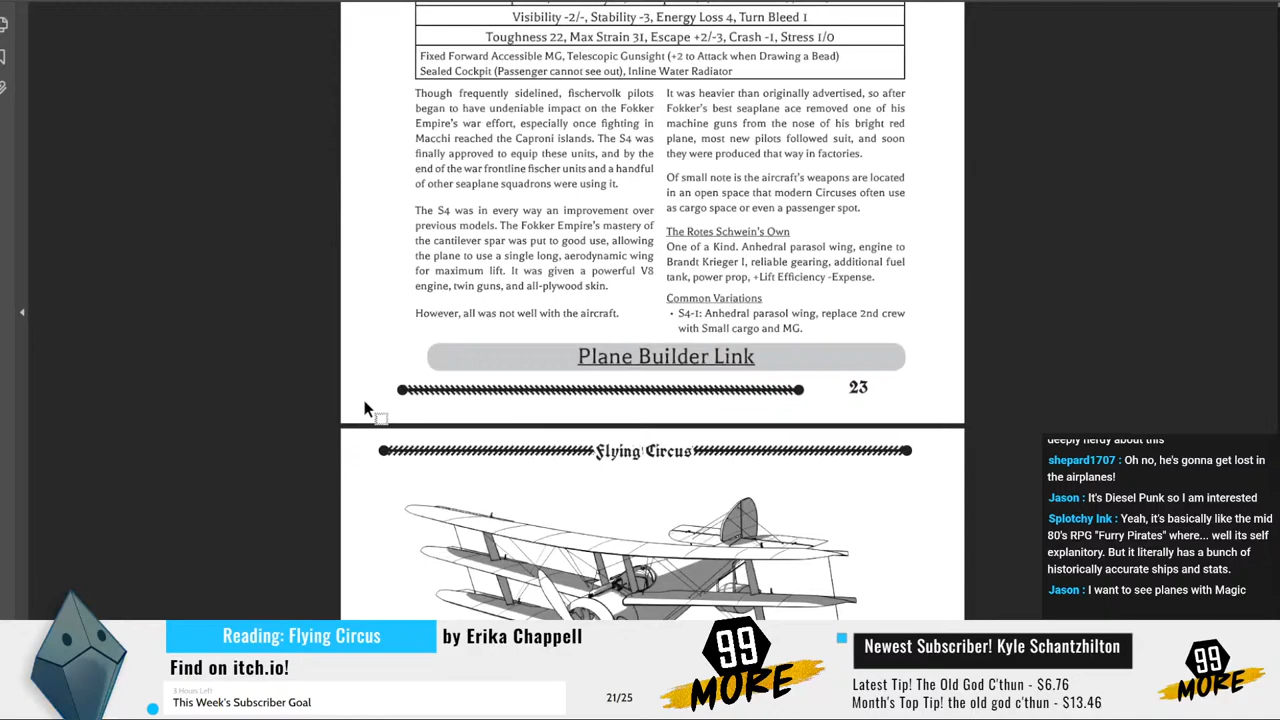 Visibility -2/-, Stability -3, Energy Loss 4, Turn Bleed 1
Toughness 22, Max Strain 31, Escape +2/-3, Crash -1, Stress 1/0
Fixed Forward Accessible MG, Telescopic Gunsight (+2 to Attack when Drawing a Bead)
Sealed Cockpit (Passenger cannot see out), Inline Water Radiator
Though frequently sidelined, fischervolk pilots
began to have undeniable impact on the Fokker
Empire's war effort, especially once fighting in
Macchi reached the Caproni islands. The S4 was
finally approved to equip these units, and by the
end of the war frontline fischer units and a handful
of other seaplane squadrons were using it.
The S4 was in every way an improvement over
previous models. The Fokker Empire's mastery of
the cantilever spar was put to good use, allowing
the plane to use a single long, aerodynamic wing
for maximum lift. It was given a powerful V8
engine, twin guns, and all-plywood skin.
However, all was not well with the aircraft.
It was heavier than originally advertised, so after
Fokker's best seaplane ace removed one of his
machine guns from the nose of his bright red
plane, most new pilots followed suit, and soon
they were produced that way in factories.
Of small note is the aircraft's weapons are located
in an open space that modern Circuses often use
as cargo space or even a passenger spot.
The Rotes Schwein's Own
One of a Kind. Anhedral parasol wing, engine to
Brandt Krieger I, reliable gearing, additional fuel
tank, power prop, +Lift Efficiency -Expense.
Common Variations
• S4-1: Anhedral parasol wing, replace 2nd crew
with Small cargo and MG.
Plane Builder Link
23
Flying Circus
deeply nerdy about this
shepard1707 : Oh no, he's gonna get lost in
the airplanes!
Jason : It's Diesel Punk so I am interested
Splotchy Ink : Yeah, it's basically like the mid
80's RPG "Furry Pirates" where... well its self
explanitory. But it literally has a bunch of
historically accurate ships and stats.
Jason : I want to see planes with Magic
Reading: Flying Circus by Erika Chappell
Find on itch.io!
3 Hours Left
This Week's Subscriber Goal
21/25
99
MORE
Newest Subscriber! Kyle Schantzhilton
Latest Tip! The Old God C'thun - $6.76
Month's Top Tip! the old god c'thun - $13.46
99
MORE